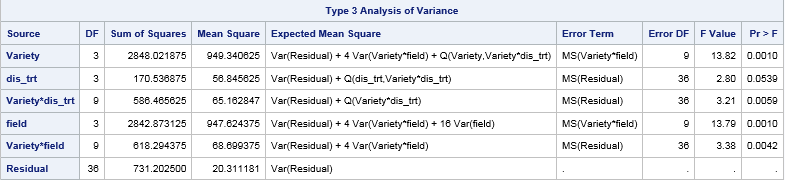 Type 3 Analysis of Variance
Source DF Sum of Squares Mean Square Expected Mean Square Error Term Error DF F Value Pr > F
Variety 3 2848.021875 949.340625 Var(Residual) + 4 Var(Variety*field) + Q(Variety,Variety*dis_trt) MS(Variety*field) 9 13.82 0.0010
dis_trt 3 170.536875 56.845625 Var(Residual) + Q(dis_trt,Variety*dis_trt) MS(Residual) 36 2.80 0.0539
Variety*dis_trt 9 586.465625 65.162847 Var(Residual) + Q(Variety*dis_trt) MS(Residual) 36 3.21 0.0059
field 3 2842.873125 947.624375 Var(Residual) + 4 Var(Variety*field) + 16 Var(field) MS(Variety*field) 9 13.79 0.0010
Variety*field 9 618.294375 68.699375 Var(Residual) + 4 Var(Variety*field) MS(Residual) 36 3.38 0.0042
Residual 36 731.202500 20.311181 Var(Residual) . . . .